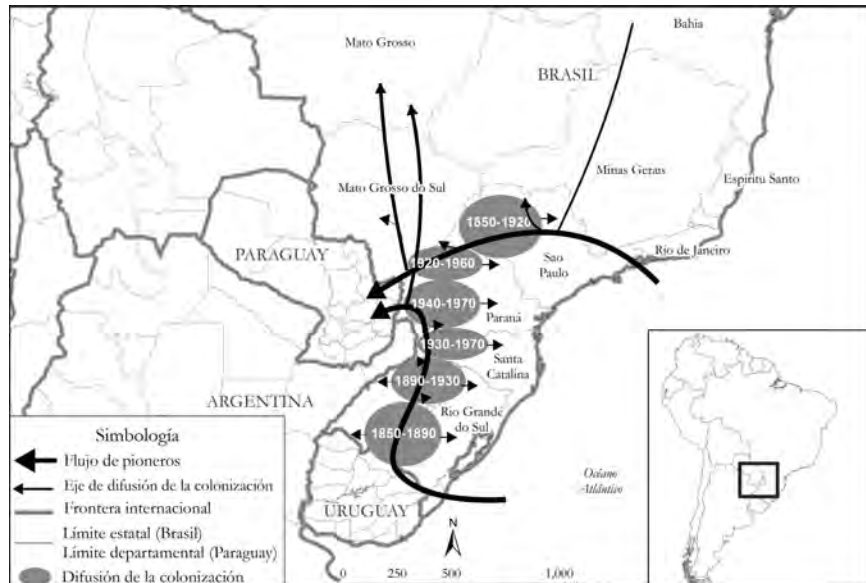 Bahia
Mato Grosso
BRASIL
Minas Gerais
Espiritu Santo
Mato Grosso do Sul
1850-1920
PARAGUAY
Rio de Janeiro
Sao
Paulo
1920-1960
1940-1970
Paraná
1930-1970
Santa
Catalina
1890-1930
ARGENTINA
Rio Grande
do Sul
1850-1890
Simbología
Flujo de pioneros
Eje de difusión de la colonización
Frontera internacional
Límite estatal (Brasil)
Límite departamental (Paraguay)
Difusión de la colonización
Océano
Atlántico
URUGUAY
N
0 250 500 1,000